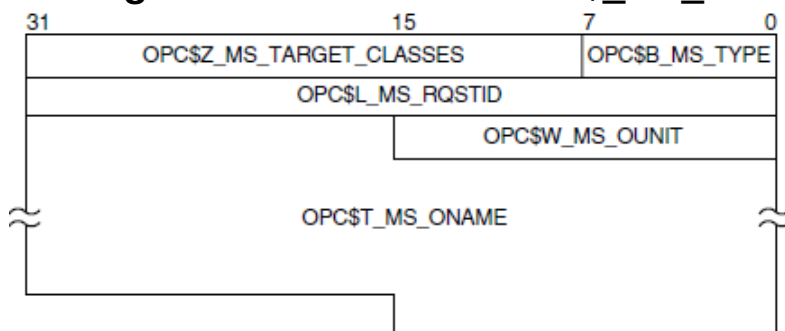 31 15 7 0
OPC$Z_MS_TARGET_CLASSES OPC$B_MS_TYPE
OPC$L_MS_RQSTID
OPC$W_MS_OUNIT
OPC$T_MS_ONAME